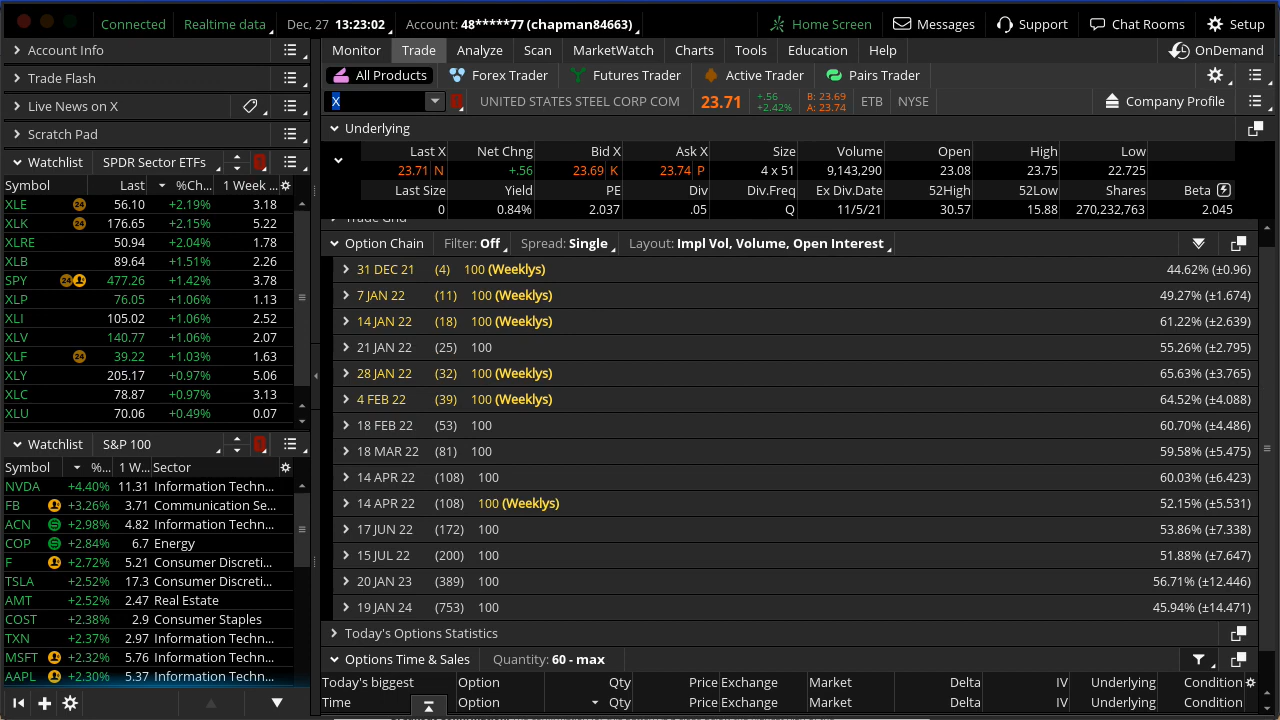 Connected Realtime data Dec, 27 13:23:02 Account: 48*****77 (chapman84663) Home Screen Messages Support Chat Rooms Setup
Account Info
Trade Flash
Live News on X
Scratch Pad
Watchlist SPDR Sector ETFs
Symbol Last %Ch... 1 Week ...
XLE 24 56.10 +2.19% 3.18
XLK 24 176.65 +2.15% 5.22
XLRE 50.94 +2.04% 1.78
XLB 89.64 +1.51% 2.26
SPY 24 477.26 +1.42% 3.78
XLP 76.05 +1.06% 1.13
XLI 105.02 +1.06% 2.52
XLV 140.77 +1.06% 2.07
XLF 24 39.22 +1.03% 1.63
XLY 205.17 +0.97% 5.06
XLC 78.87 +0.97% 3.13
XLU 70.06 +0.49% 0.07
Watchlist S&P 100
Symbol %... 1 W... Sector
NVDA +4.40% 11.31 Information Techn...
FB +3.26% 3.71 Communication Se...
ACN +2.98% 4.82 Information Techn...
COP +2.84% 6.7 Energy
F +2.72% 5.21 Consumer Discreti...
TSLA +2.52% 17.3 Consumer Discreti...
AMT +2.52% 2.47 Real Estate
COST +2.38% 2.9 Consumer Staples
TXN +2.37% 2.97 Information Techn...
MSFT +2.32% 5.76 Information Techn...
AAPL +2.30% 5.37 Information Techn...
Monitor Trade Analyze Scan MarketWatch Charts Tools Education Help OnDemand
All Products Forex Trader Futures Trader Active Trader Pairs Trader
X UNITED STATES STEEL CORP COM 23.71 +.56 +2.42% B: 23.69 A: 23.74 ETB NYSE Company Profile
Underlying
Last X Net Chng Bid X Ask X Size Volume Open High Low
23.71 N +.56 23.69 K 23.74 P 4 x 51 9,143,290 23.08 23.75 22.725
Last Size Yield PE Div Div.Freq Ex Div.Date 52High 52Low Shares Beta
0 0.84% 2.037 .05 Q 11/5/21 30.57 15.88 270,232,763 2.045
Trade Grid
Option Chain Filter: Off Spread: Single Layout: Impl Vol, Volume, Open Interest
31 DEC 21 (4) 100 (Weeklys) 44.62% (±0.96)
7 JAN 22 (11) 100 (Weeklys) 49.27% (±1.674)
14 JAN 22 (18) 100 (Weeklys) 61.22% (±2.639)
21 JAN 22 (25) 100 55.26% (±2.795)
28 JAN 22 (32) 100 (Weeklys) 65.63% (±3.765)
4 FEB 22 (39) 100 (Weeklys) 64.52% (±4.088)
18 FEB 22 (53) 100 60.70% (±4.486)
18 MAR 22 (81) 100 59.58% (±5.475)
14 APR 22 (108) 100 60.03% (±6.423)
14 APR 22 (108) 100 (Weeklys) 52.15% (±5.531)
17 JUN 22 (172) 100 53.86% (±7.338)
15 JUL 22 (200) 100 51.88% (±7.647)
20 JAN 23 (389) 100 56.71% (±12.446)
19 JAN 24 (753) 100 45.94% (±14.471)
Today's Options Statistics
Options Time & Sales Quantity: 60 - max
Today's biggest Option Qty Price Exchange Market Delta IV Underlying Condition
Time Option Qty Price Exchange Market Delta IV Underlying Condition